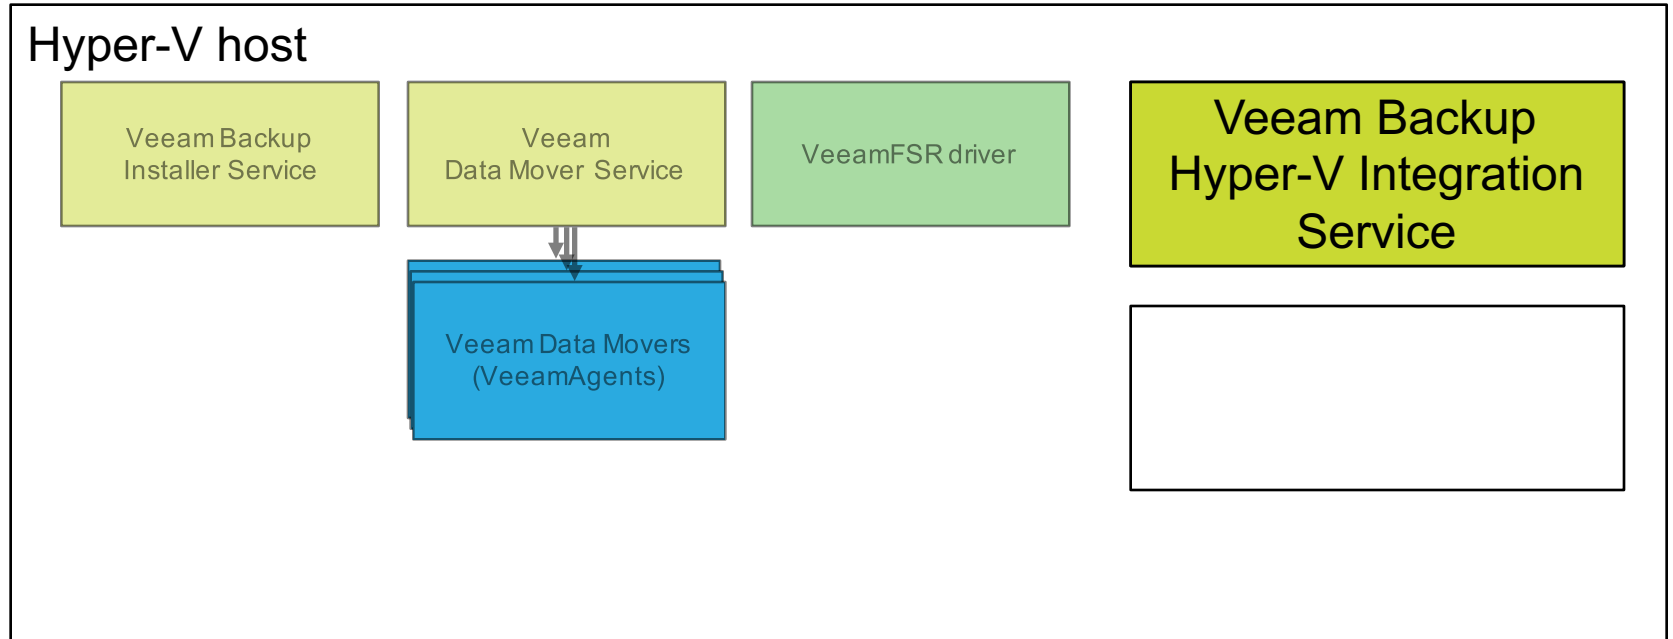 Hyper-V host
Veeam Backup
Installer Service
Veeam
Data Mover Service
VeeamFSR driver
Veeam Backup
Hyper-V Integration
Service
Veeam Data Movers
(VeeamAgents)